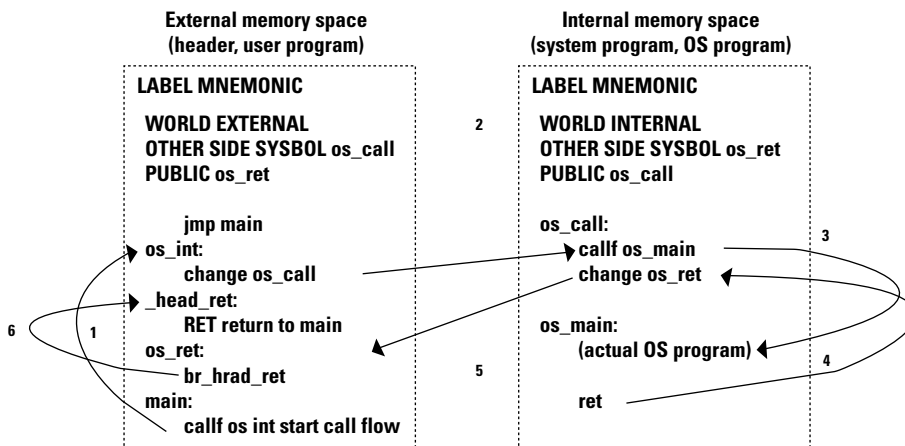 External memory space
(header, user program)
LABEL MNEMONIC
WORLD EXTERNAL
OTHER SIDE SYSBOL os_call
PUBLIC os_ret
jmp main
os_int:
change os_call
_head_ret:
RET return to main
os_ret:
br_hrad_ret
main:
callf os int start call flow
1
6
Internal memory space
(system program, OS program)
LABEL MNEMONIC
2
WORLD INTERNAL
OTHER SIDE SYSBOL os_ret
PUBLIC os_call
os_call:
callf os_main
3
change os_ret
os_main:
(actual OS program)
4
5
ret